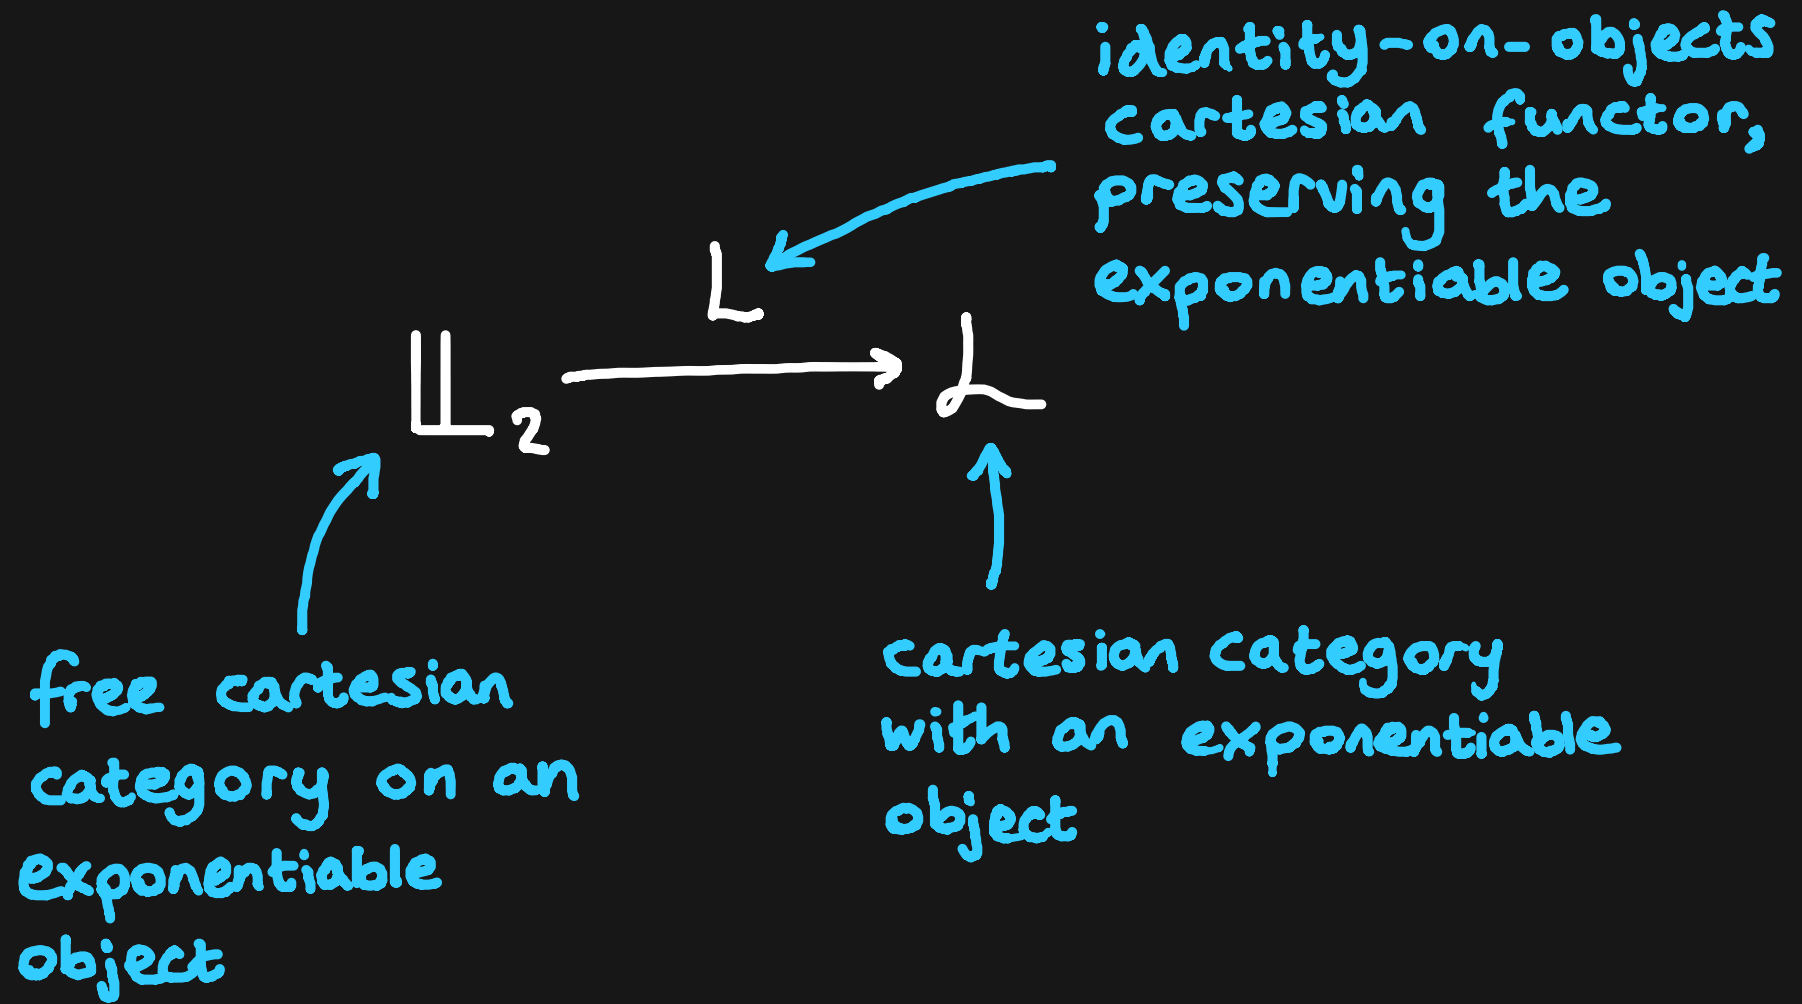 identity-on-objects
cartesian functor,
preserving the
exponentiable object
L
𝕃₂
ℒ
free cartesian
category on an
exponentiable
object
cartesian category
with an exponentiable
object